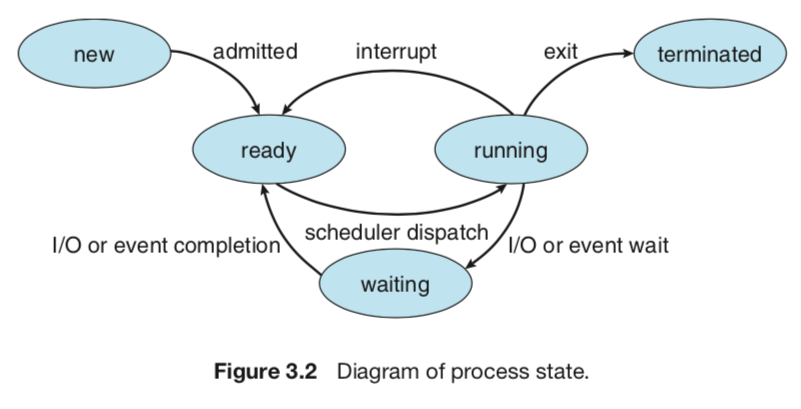 new
admitted
interrupt
exit
terminated
ready
running
I/O or event completion
scheduler dispatch
I/O or event wait
waiting
Figure 3.2 Diagram of process state.